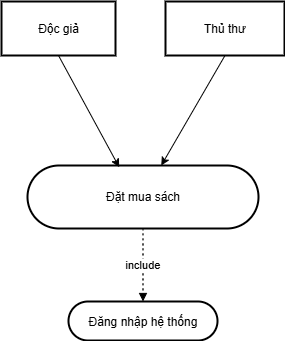 Độc giả
Thủ thư
Đặt mua sách
include
Đăng nhập hệ thống